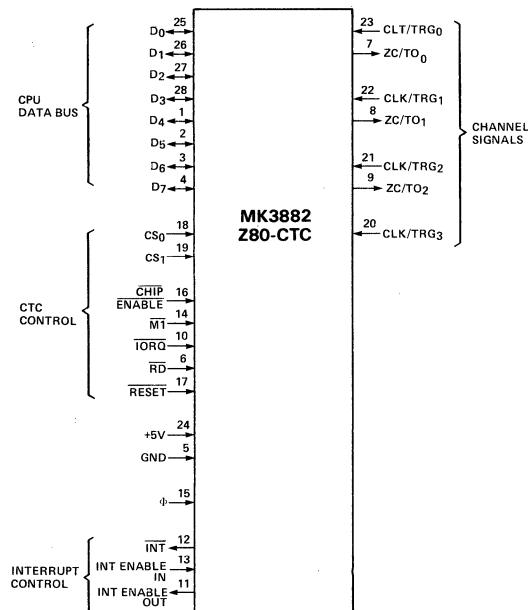 CPU
DATA BUS
D0 25
D1 26
D2 27
D3 28
D4 1
D5 2
D6 3
D7 4
CTC
CONTROL
CS0 18
CS1 19
CHIP
ENABLE 16
M1 14
IORQ 10
RD 6
RESET 17
+5V 24
GND 5
Φ 15
INTERRUPT
CONTROL
INT 12
INT ENABLE
IN 13
INT ENABLE
OUT 11
MK3882
Z80-CTC
23 CLT/TRG0
7 ZC/TO0
22 CLK/TRG1
8 ZC/TO1
21 CLK/TRG2
9 ZC/TO2
20 CLK/TRG3
CHANNEL
SIGNALS